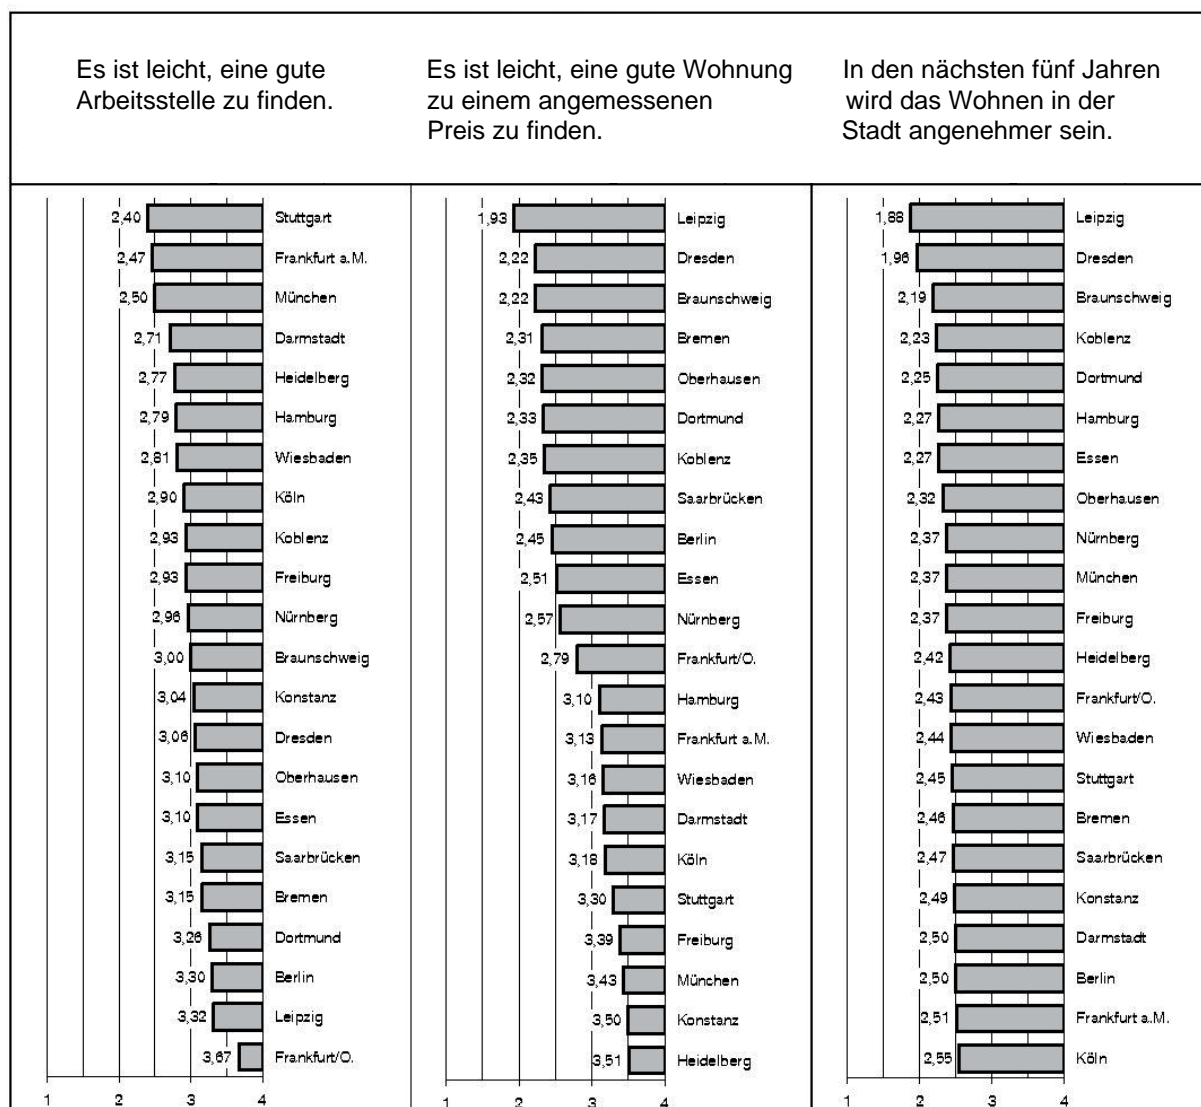 Es ist leicht, eine gute
Arbeitsstelle zu finden.
Es ist leicht, eine gute Wohnung
zu einem angemessenen
Preis zu finden.
In den nächsten fünf Jahren
wird das Wohnen in der
Stadt angenehmer sein.
2,40 Stuttgart
2,47 Frankfurt a.M.
2,50 München
2,71 Darmstadt
2,77 Heidelberg
2,79 Hamburg
2,81 Wiesbaden
2,90 Köln
2,93 Koblenz
2,93 Freiburg
2,96 Nürnberg
3,00 Braunschweig
3,04 Konstanz
3,06 Dresden
3,10 Oberhausen
3,10 Essen
3,15 Saarbrücken
3,15 Bremen
3,26 Dortmund
3,30 Berlin
3,32 Leipzig
3,67 Frankfurt/O.
1 2 3 4
1,93 Leipzig
2,22 Dresden
2,22 Braunschweig
2,31 Bremen
2,32 Oberhausen
2,33 Dortmund
2,35 Koblenz
2,43 Saarbrücken
2,45 Berlin
2,51 Essen
2,57 Nürnberg
2,79 Frankfurt/O.
3,10 Hamburg
3,13 Frankfurt a.M.
3,16 Wiesbaden
3,17 Darmstadt
3,18 Köln
3,30 Stuttgart
3,39 Freiburg
3,43 München
3,50 Konstanz
3,51 Heidelberg
1 2 3 4
1,88 Leipzig
1,96 Dresden
2,19 Braunschweig
2,23 Koblenz
2,25 Dortmund
2,27 Hamburg
2,27 Essen
2,32 Oberhausen
2,37 Nürnberg
2,37 München
2,37 Freiburg
2,42 Heidelberg
2,43 Frankfurt/O.
2,44 Wiesbaden
2,45 Stuttgart
2,46 Bremen
2,47 Saarbrücken
2,49 Konstanz
2,50 Darmstadt
2,50 Berlin
2,51 Frankfurt a.M.
2,55 Köln
1 2 3 4